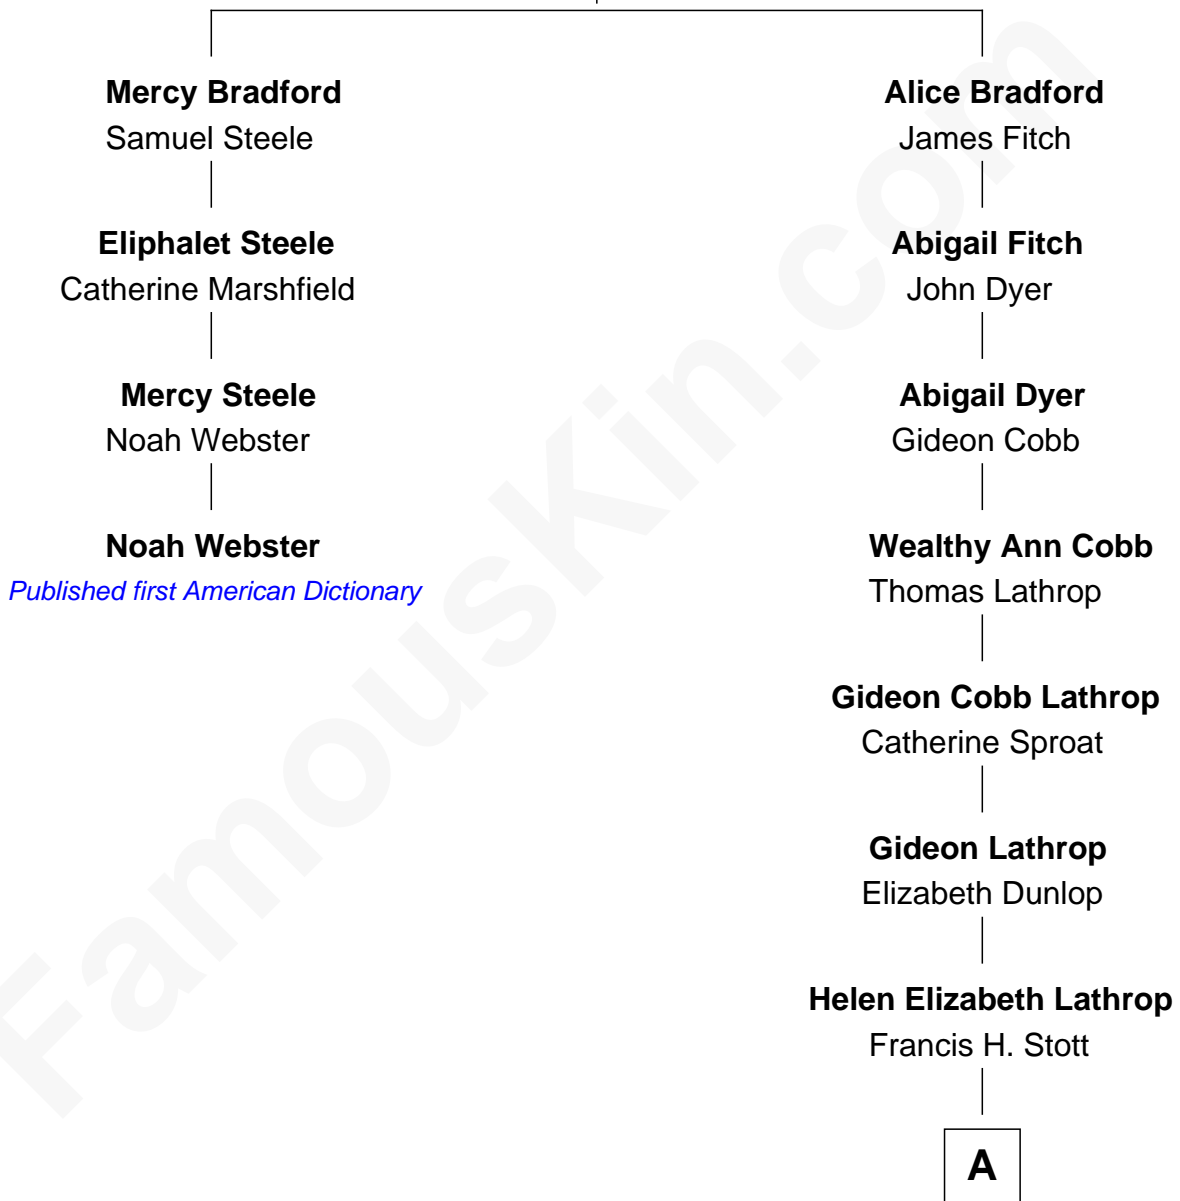 Mercy Bradford
Samuel Steele
Eliphalet Steele
Catherine Marshfield
Mercy Steele
Noah Webster
Noah Webster
Published first American Dictionary
Alice Bradford
James Fitch
Abigail Fitch
John Dyer
Abigail Dyer
Gideon Cobb
Wealthy Ann Cobb
Thomas Lathrop
Gideon Cobb Lathrop
Catherine Sproat
Gideon Lathrop
Elizabeth Dunlop
Helen Elizabeth Lathrop
Francis H. Stott
A
FamousKin.com